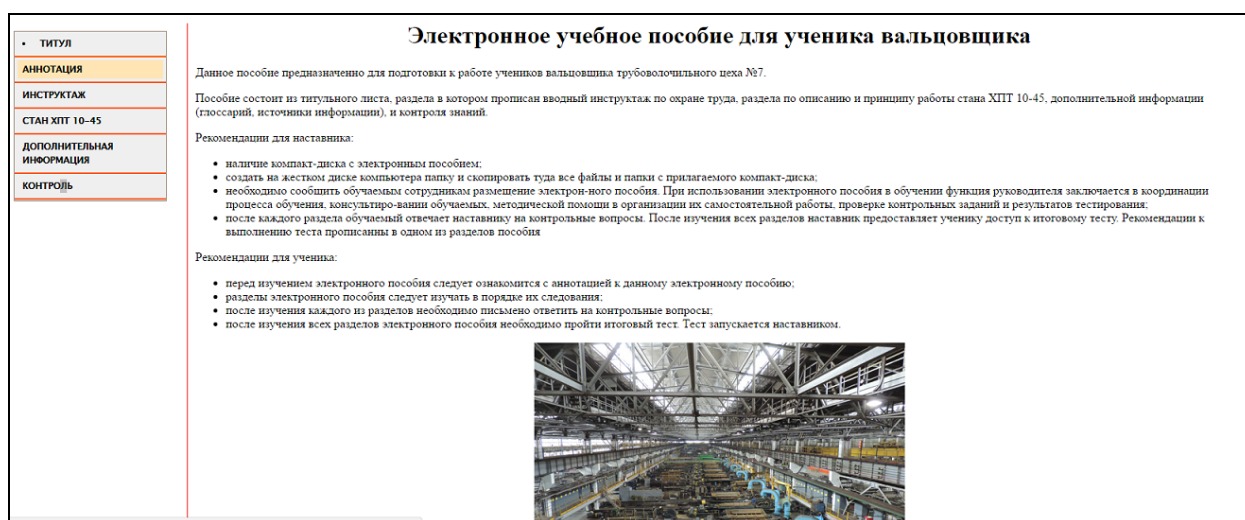 • ТИТУЛ
АННОТАЦИЯ
ИНСТРУКТАЖ
СТАН ХПТ 10-45
ДОПОЛНИТЕЛЬНАЯ
ИНФОРМАЦИЯ
КОНТРОЛЬ
Электронное учебное пособие для ученика вальцовщика
Данное пособие предназначенно для подготовки к работе учеников вальцовщика трубоволочильного цеха №7.
Пособие состоит из титульного листа, раздела в котором прописан вводный инструктаж по охране труда, раздела по описанию и принципу работы стана ХПТ 10-45, дополнительной информации
(глоссарий, источники информации), и контроля знаний.
Рекомендации для наставника:
• наличие компакт-диска с электронным пособием;
• создать на жестком диске компьютера папку и скопировать туда все файлы и папки с прилагаемого компакт-диска;
• необходимо сообщить обучаемым сотрудникам размещение электрон-ного пособия. При использовании электронного пособия в обучении функция руководителя заключается в координации
процесса обучения, консультиро-вании обучаемых, методической помощи в организации их самостоятельной работы, проверке контрольных заданий и результатов тестирования;
• после каждого раздела обучаемый отвечает наставнику на контрольные вопросы. После изучения всех разделов наставник предоставляет ученику доступ к итоговому тесту. Рекомендации к
выполнению теста прописанны в одном из разделов пособия
Рекомендации для ученика:
• перед изучением электронного пособия следует ознакомится с аннотацией к данному электронному пособию;
• разделы электронного пособия следует изучать в порядке их следования;
• после изучения каждого из разделов необходимо письменно ответить на контрольные вопросы;
• после изучения всех разделов электронного пособия необходимо пройти итоговый тест. Тест запускается наставником.